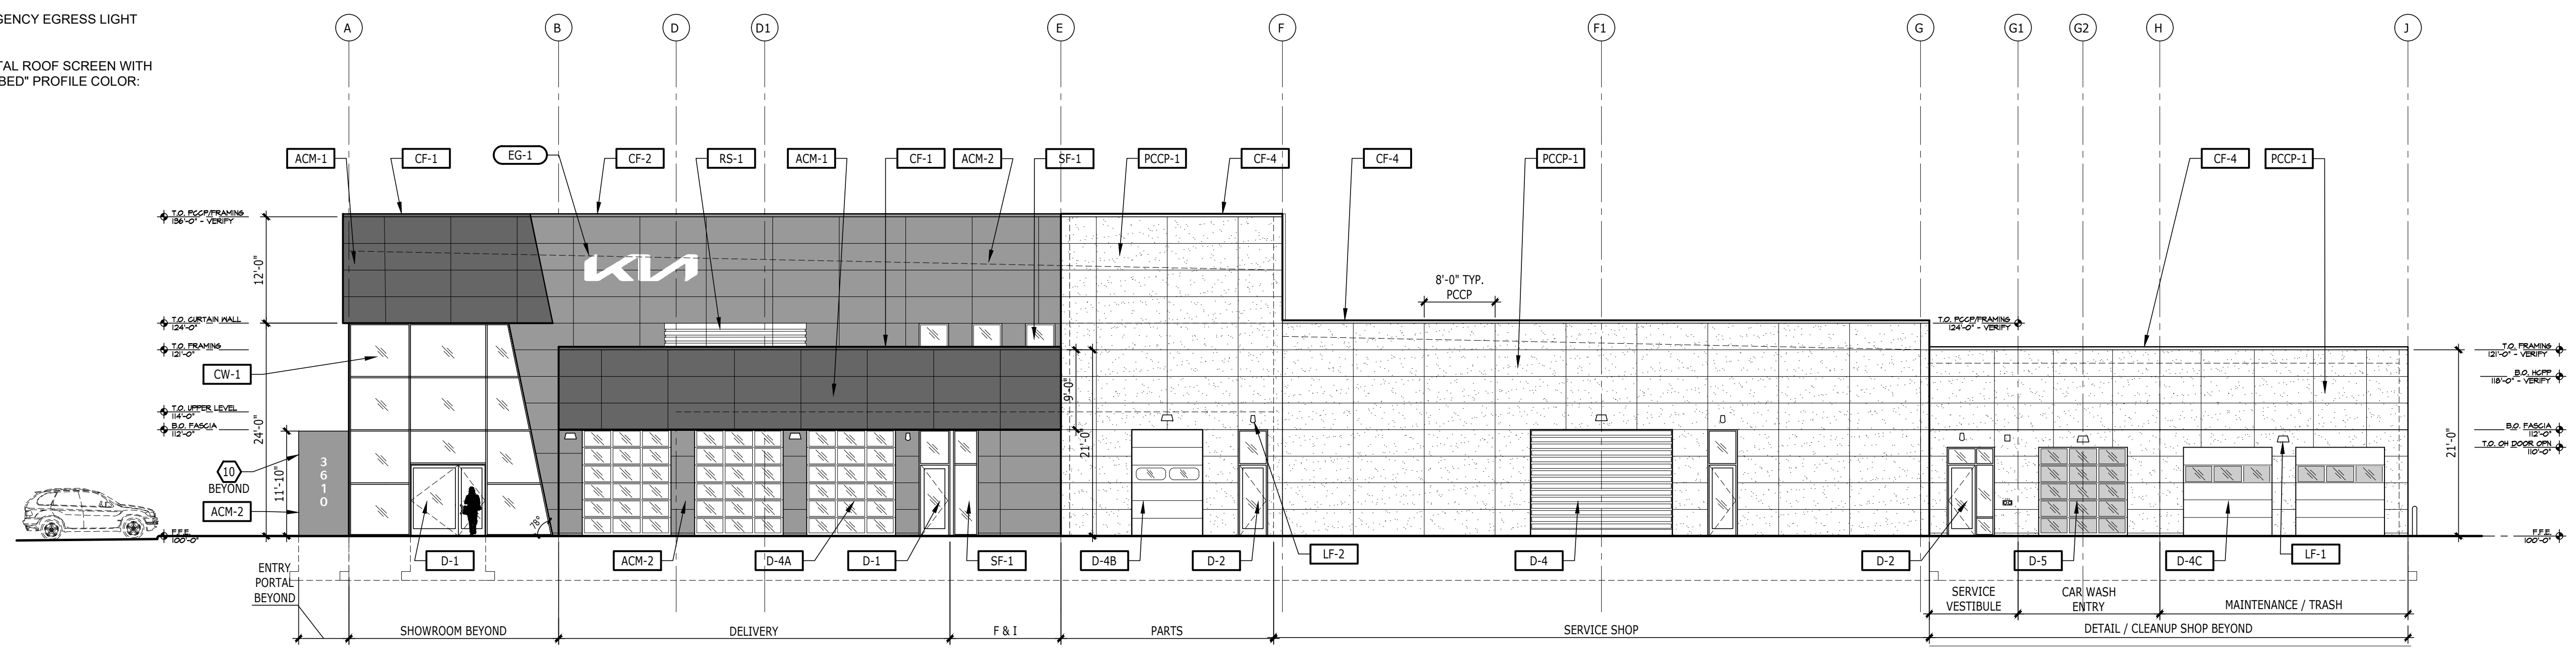 GENCY EGRESS LIGHT
TAL ROOF SCREEN WITH
BED" PROFILE COLOR:
A
B
D
D1
E
F
F1
G
G1
G2
H
J
ACM-1
CF-1
EG-1
CF-2
RS-1
ACM-1
CF-1
ACM-2
SF-1
PCCP-1
CF-4
CF-4
PCCP-1
CF-4
PCCP-1
T.O. PCCP/FRAMING
136'-0" - VERIFY
12'-0"
KIA
8'-0" TYP.
PCCP
T.O. CURTAIN WALL
124'-0"
T.O. PCCP/FRAMING
124'-0" - VERIFY
T.O. FRAMING
121'-0"
T.O. FRAMING
121'-0" - VERIFY
CW-1
B.O. HCPP
118'-0" - VERIFY
9'-0"
T.O. UPPER LEVEL
114'-0"
B.O. FASCIA
112'-0"
24'-0"
21'-0"
B.O. FASCIA
112'-0"
T.O. OH DOOR OPN
110'-0"
21'-0"
10
BEYOND
11'-10"
3610
ACM-2
78°
F.F.E.
100'-0"
F.F.E.
100'-0"
D-1
ACM-2
D-4A
D-1
SF-1
D-4B
D-2
LF-2
D-4
D-2
D-5
D-4C
LF-1
ENTRY
PORTAL
BEYOND
SERVICE
VESTIBULE
CAR WASH
ENTRY
MAINTENANCE / TRASH
SHOWROOM BEYOND
DELIVERY
F & I
PARTS
SERVICE SHOP
DETAIL / CLEANUP SHOP BEYOND